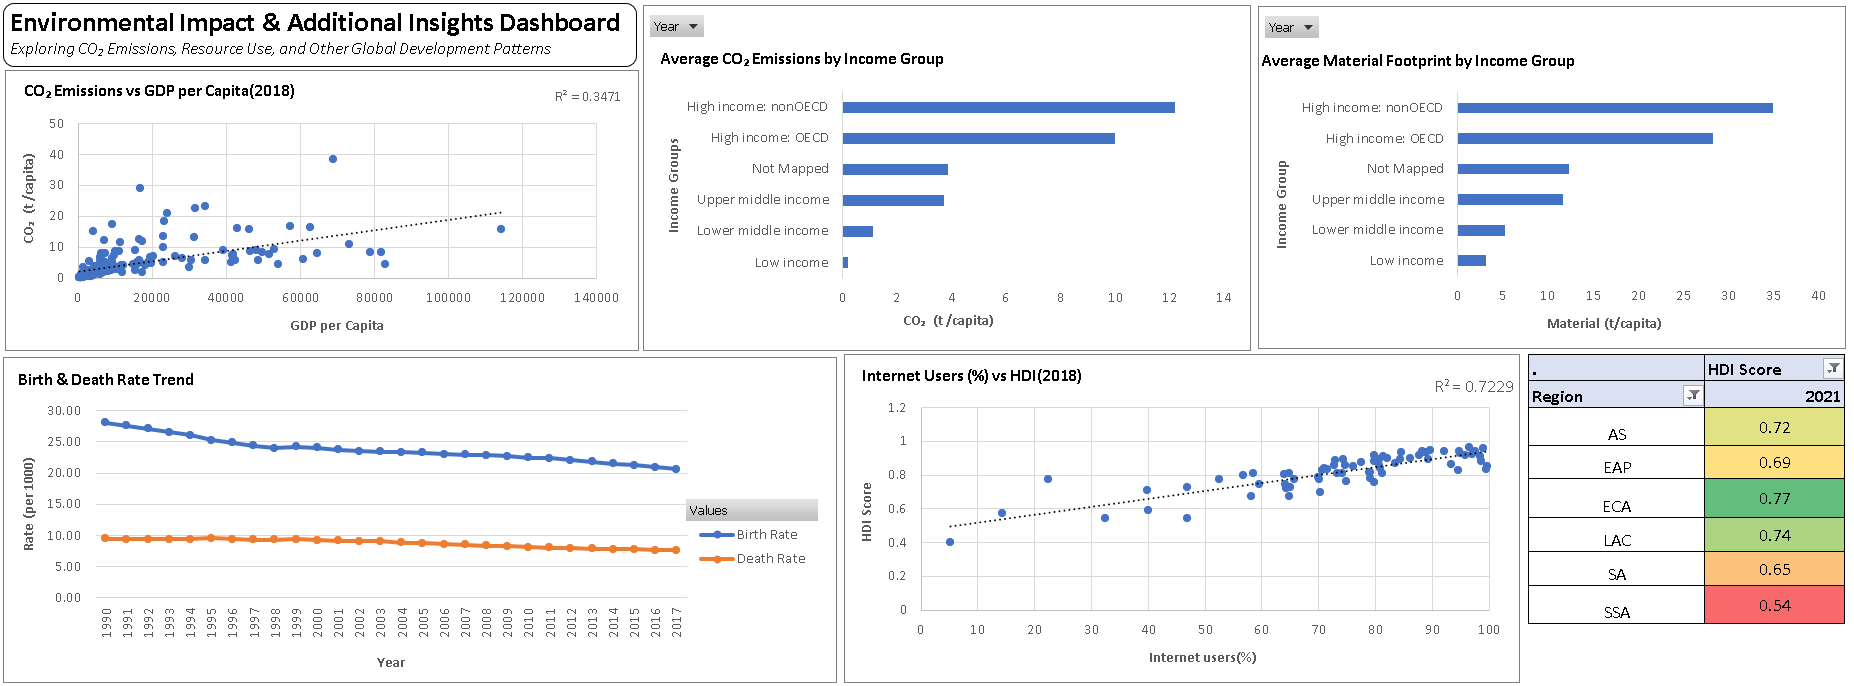 Environmental Impact & Additional Insights Dashboard
Exploring CO₂ Emissions, Resource Use, and Other Global Development Patterns
CO₂ Emissions vs GDP per Capita(2018)
R² = 0.3471
CO₂ (t /capita)
50
40
30
20
10
0
0 20000 40000 60000 80000 100000 120000 140000
GDP per Capita
Year
Average CO₂ Emissions by Income Group
Income Groups
High income: nonOECD
High income: OECD
Not Mapped
Upper middle income
Lower middle income
Low income
0 2 4 6 8 10 12 14
CO₂ (t /capita)
Year
Average Material Footprint by Income Group
Income Group
High income: nonOECD
High income: OECD
Not Mapped
Upper middle income
Lower middle income
Low income
0 5 10 15 20 25 30 35 40
Material (t/capita)
Birth & Death Rate Trend
Rate (per 1000)
30.00
25.00
20.00
15.00
10.00
5.00
0.00
1990 1991 1992 1993 1994 1995 1996 1997 1998 1999 2000 2001 2002 2003 2004 2005 2006 2007 2008 2009 2010 2011 2012 2013 2014 2015 2016 2017
Year
Values
Birth Rate
Death Rate
Internet Users (%) vs HDI(2018)
R² = 0.7229
HDI Score
1.2
1
0.8
0.6
0.4
0.2
0
0 10 20 30 40 50 60 70 80 90 100
Internet users(%)
. HDI Score
Region 2021
AS 0.72
EAP 0.69
ECA 0.77
LAC 0.74
SA 0.65
SSA 0.54